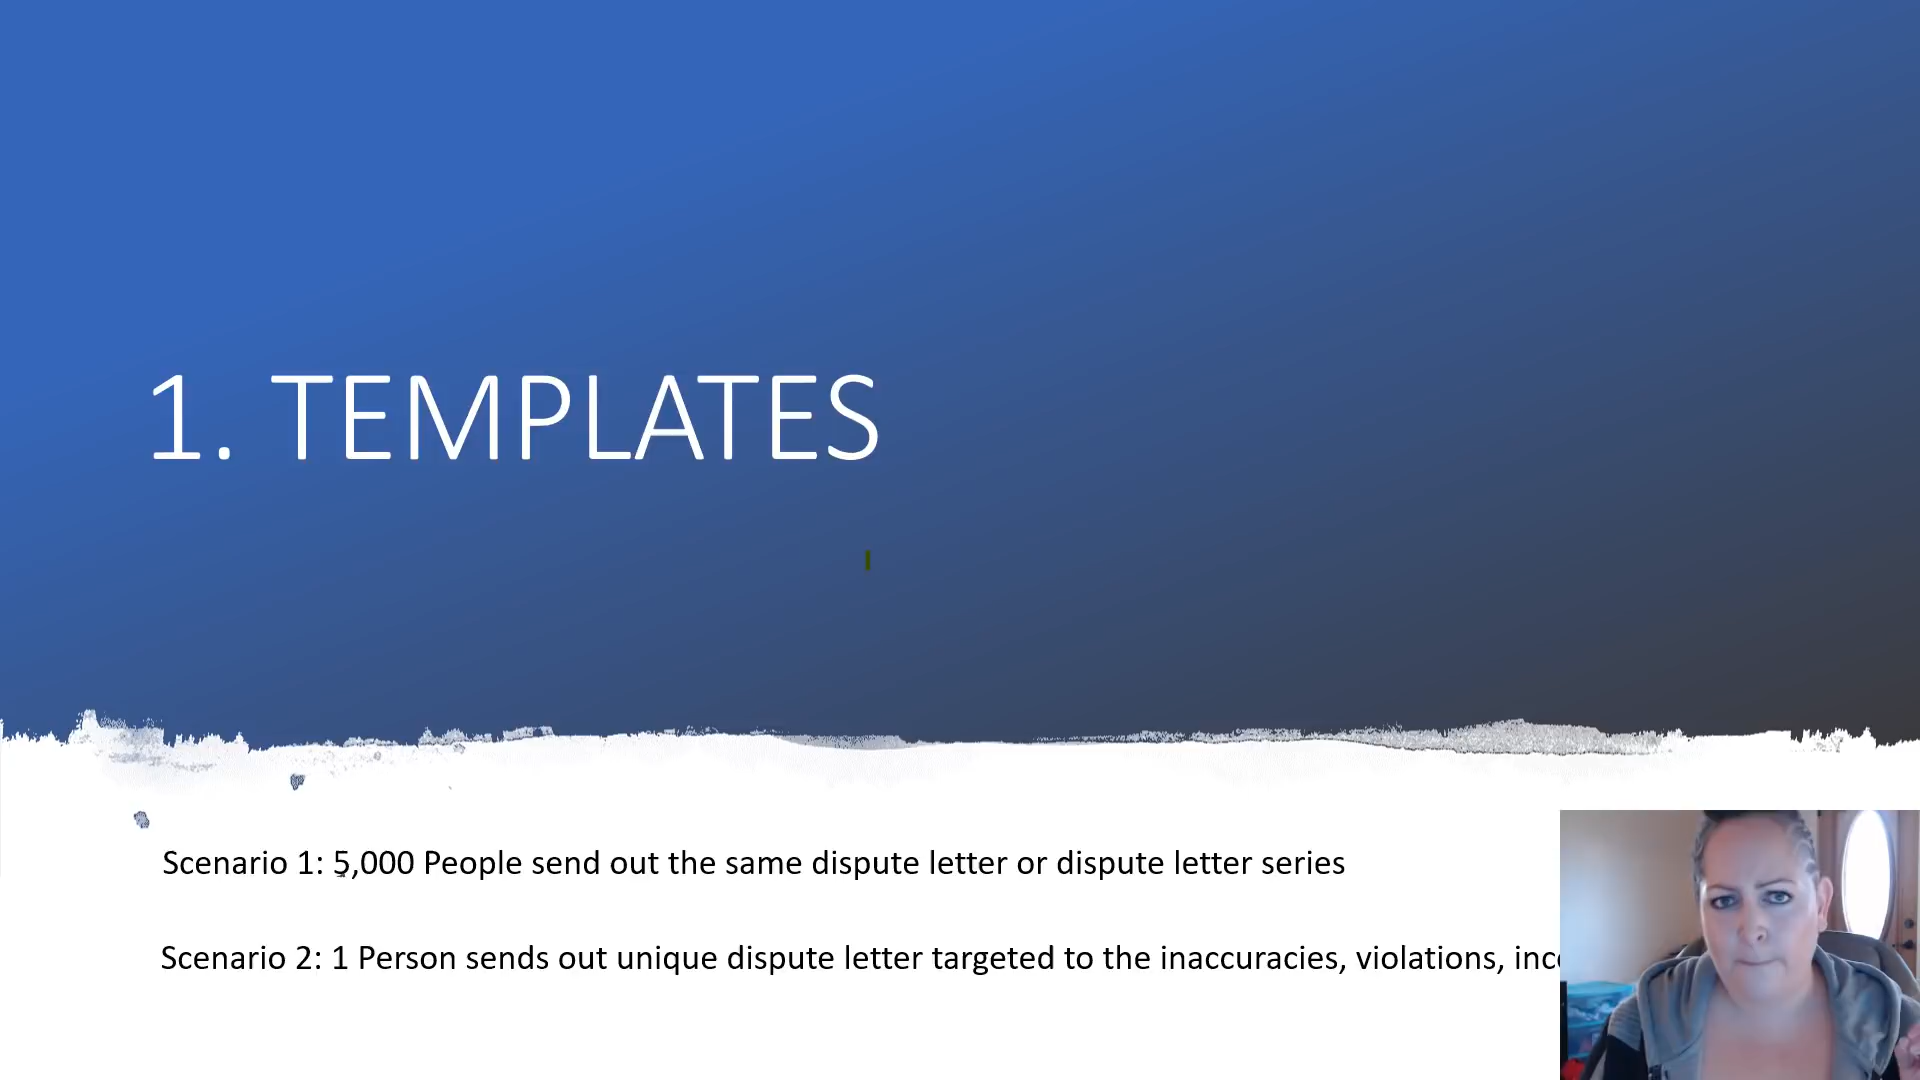 1. TEMPLATES
Scenario 1: 5,000 People send out the same dispute letter or dispute letter series
Scenario 2: 1 Person sends out unique dispute letter targeted to the inaccuracies, violations,